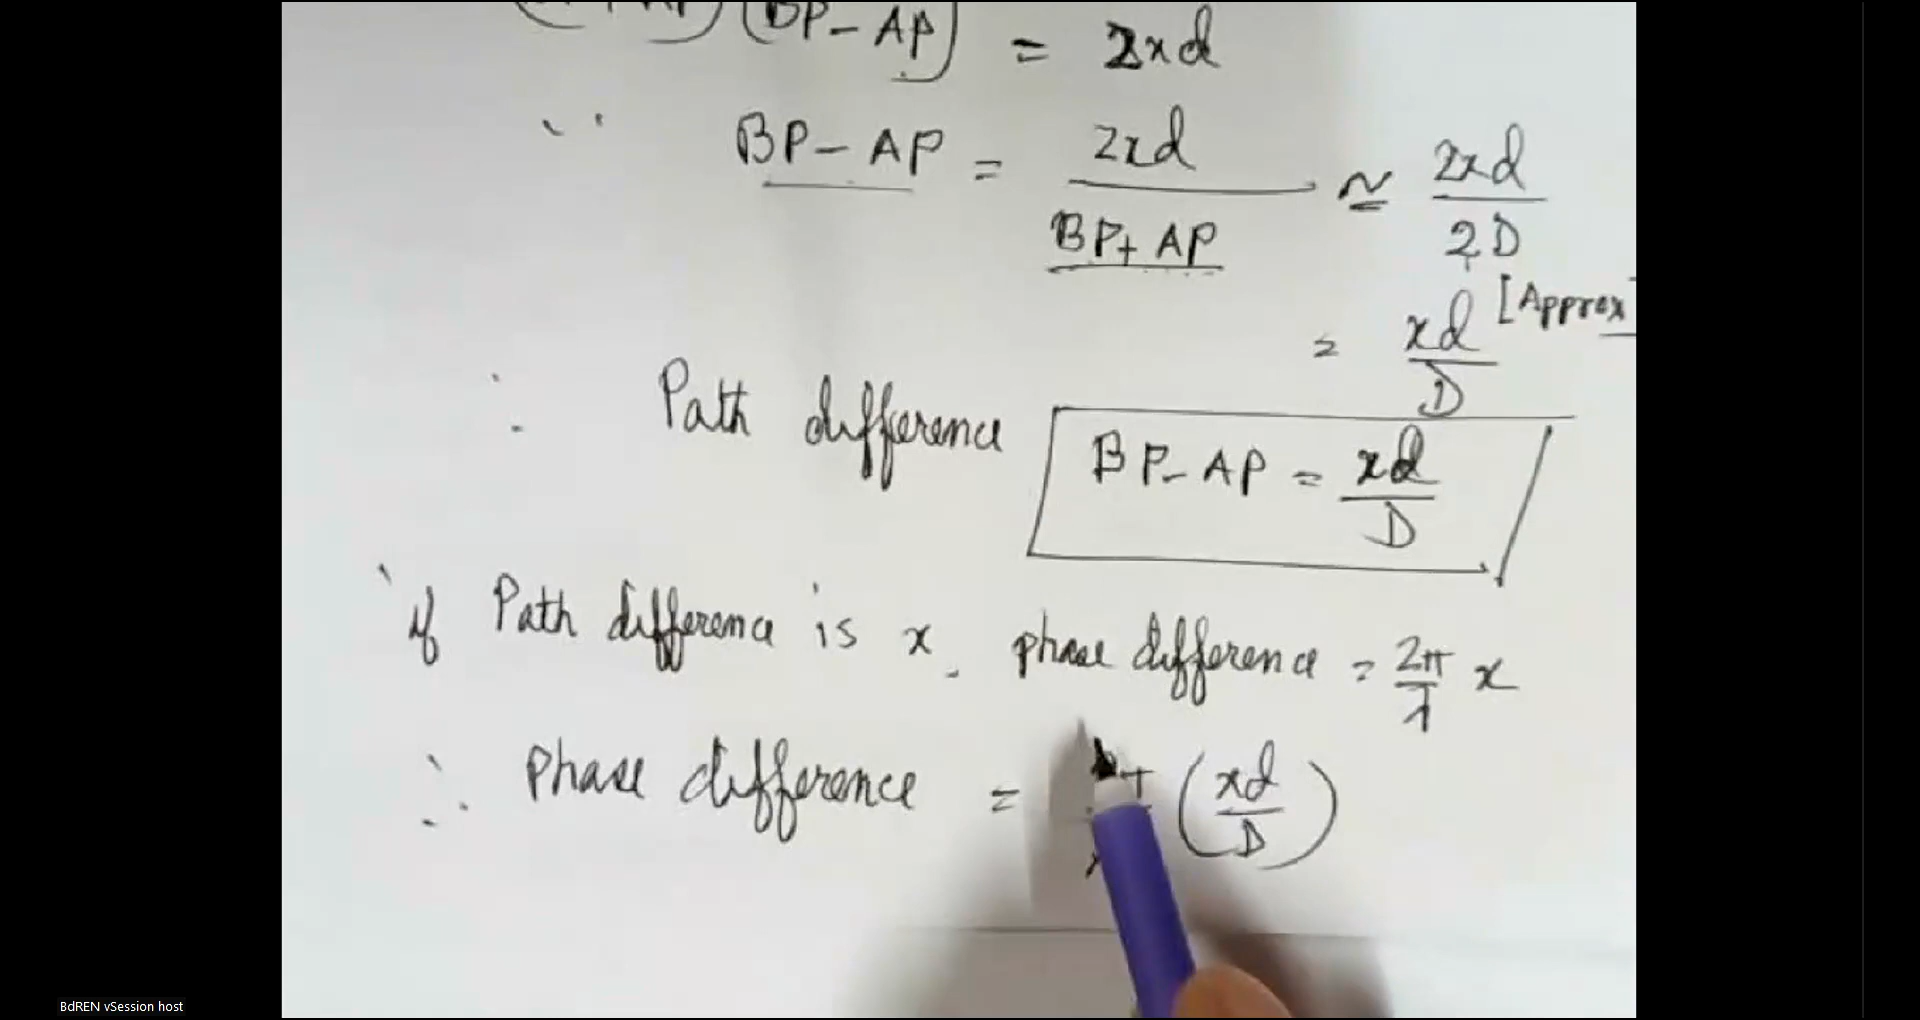 (BP - AP) = 2xd
∵ BP - AP = 2xd / BP + AP ≅ 2xd / 2D
[Approx]
= xd / D
∴ Path difference BP - AP = xd / D
if Path difference is x, phase difference = 2π/λ x
∴ phase difference = (xd / D)
BdREN vSession host